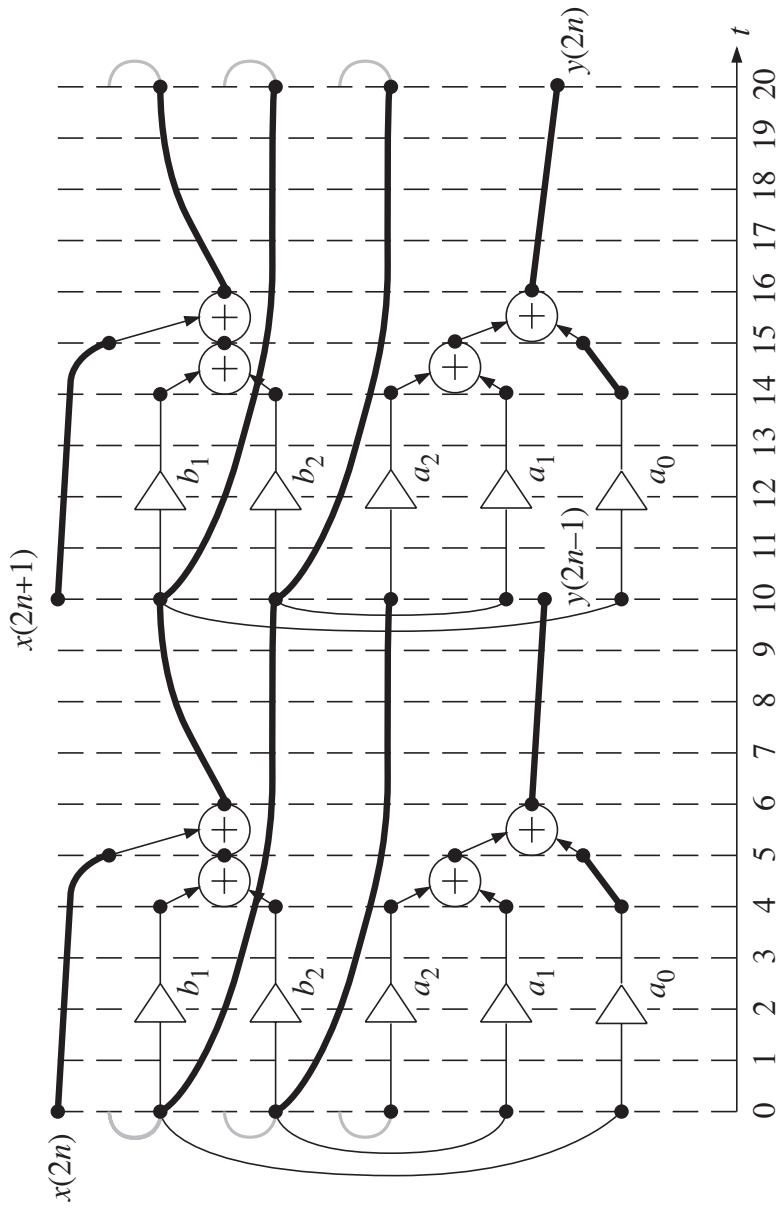 x(2n+1)
x(2n)
b₁ b₁
+ + + +
b₂ b₂
a₂ a₂
+ +
a₁ a₁
+ +
y(2n–1) y(2n)
a₀ a₀
t
0 1 2 3 4 5 6 7 8 9 10 11 12 13 14 15 16 17 18 19 20